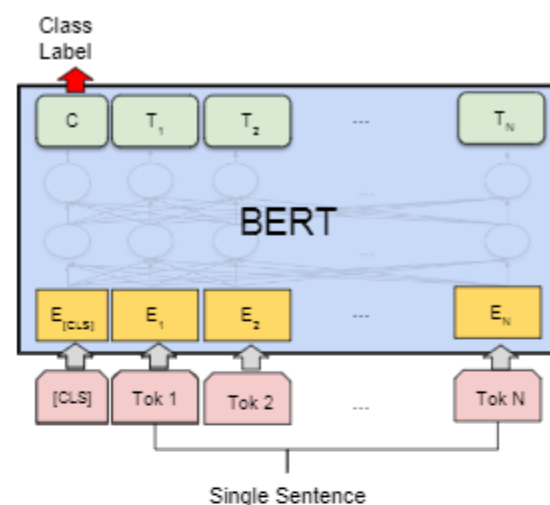 Class
Label
C T1 T2 ... TN
...
BERT
...
E[CLS] E1 E2 ... EN
[CLS] Tok 1 Tok 2 ... Tok N
Single Sentence